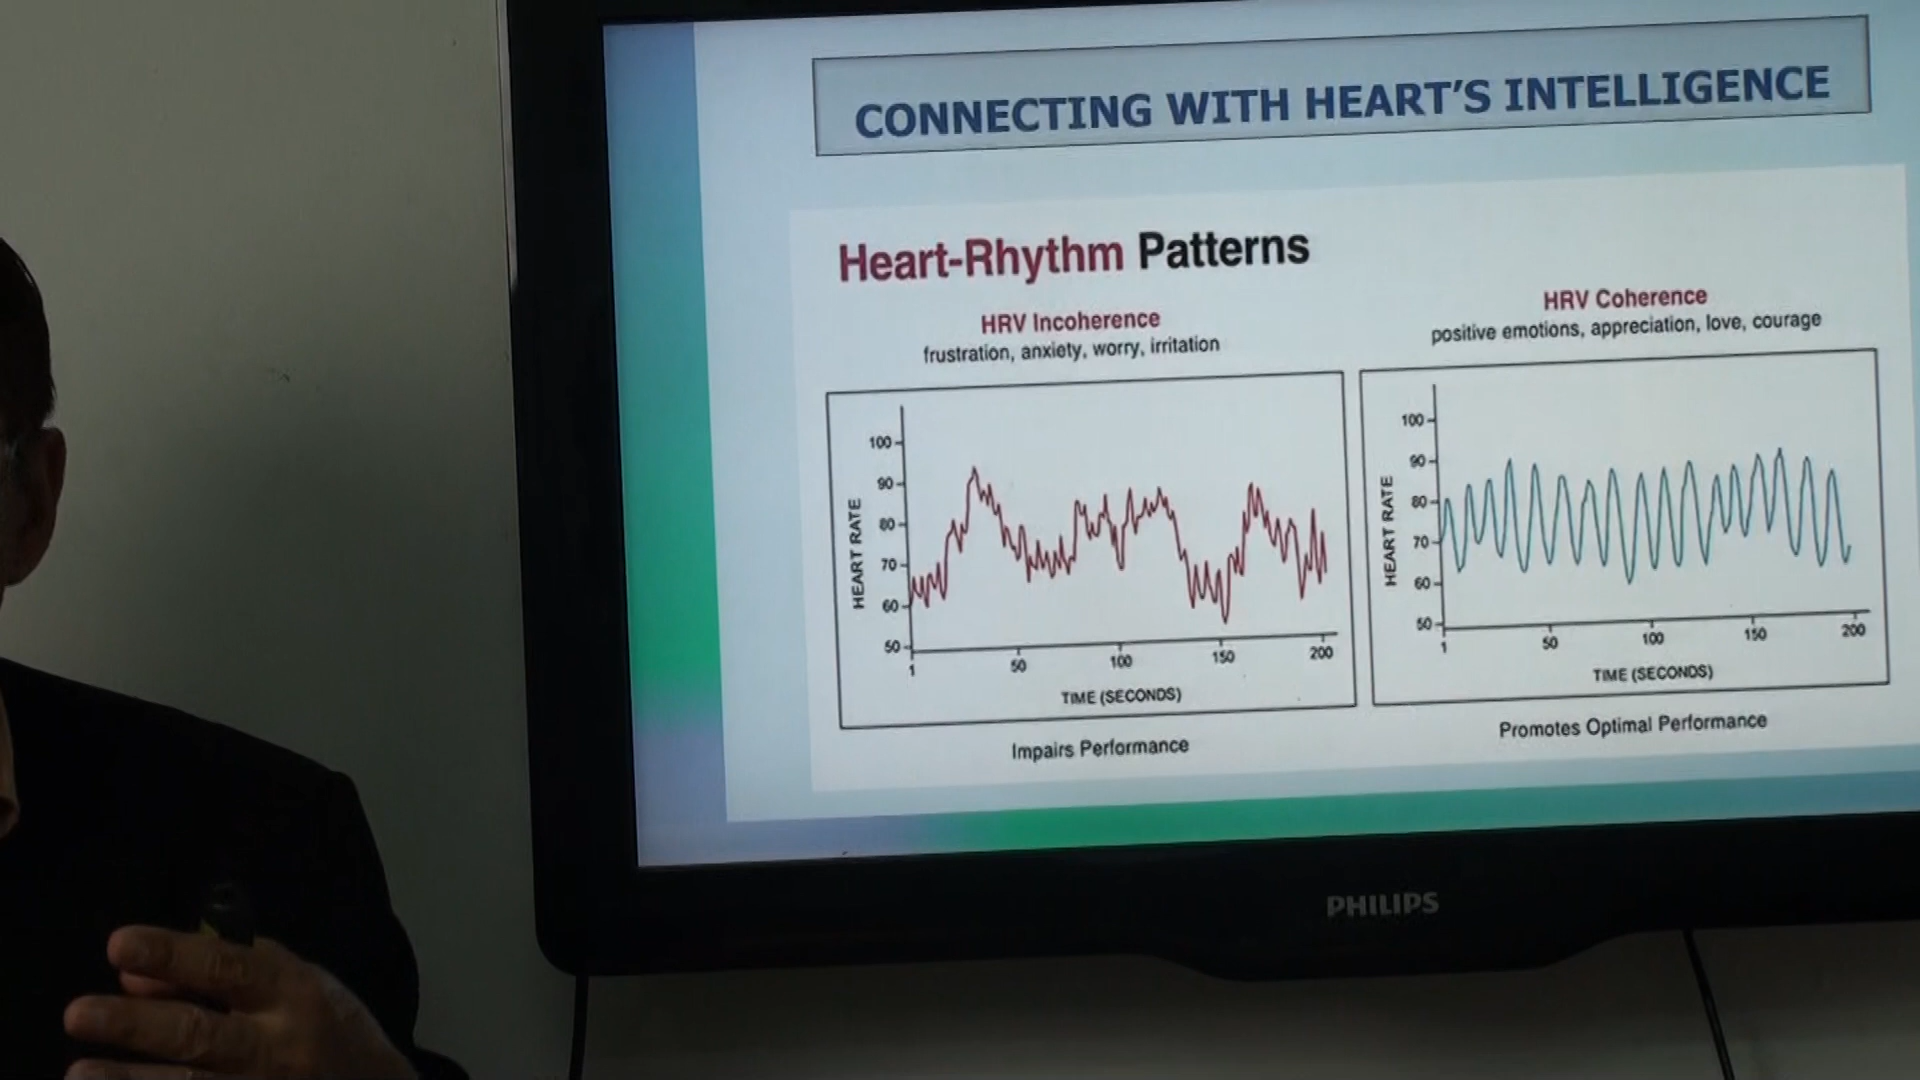 CONNECTING WITH HEART'S INTELLIGENCE
Heart-Rhythm Patterns
HRV Incoherence
frustration, anxiety, worry, irritation
HEART RATE
100
90
80
70
60
50
1
50
100
150
200
TIME (SECONDS)
Impairs Performance
HRV Coherence
positive emotions, appreciation, love, courage
HEART RATE
100
90
80
70
60
50
1
50
100
150
200
TIME (SECONDS)
Promotes Optimal Performance
PHILIPS